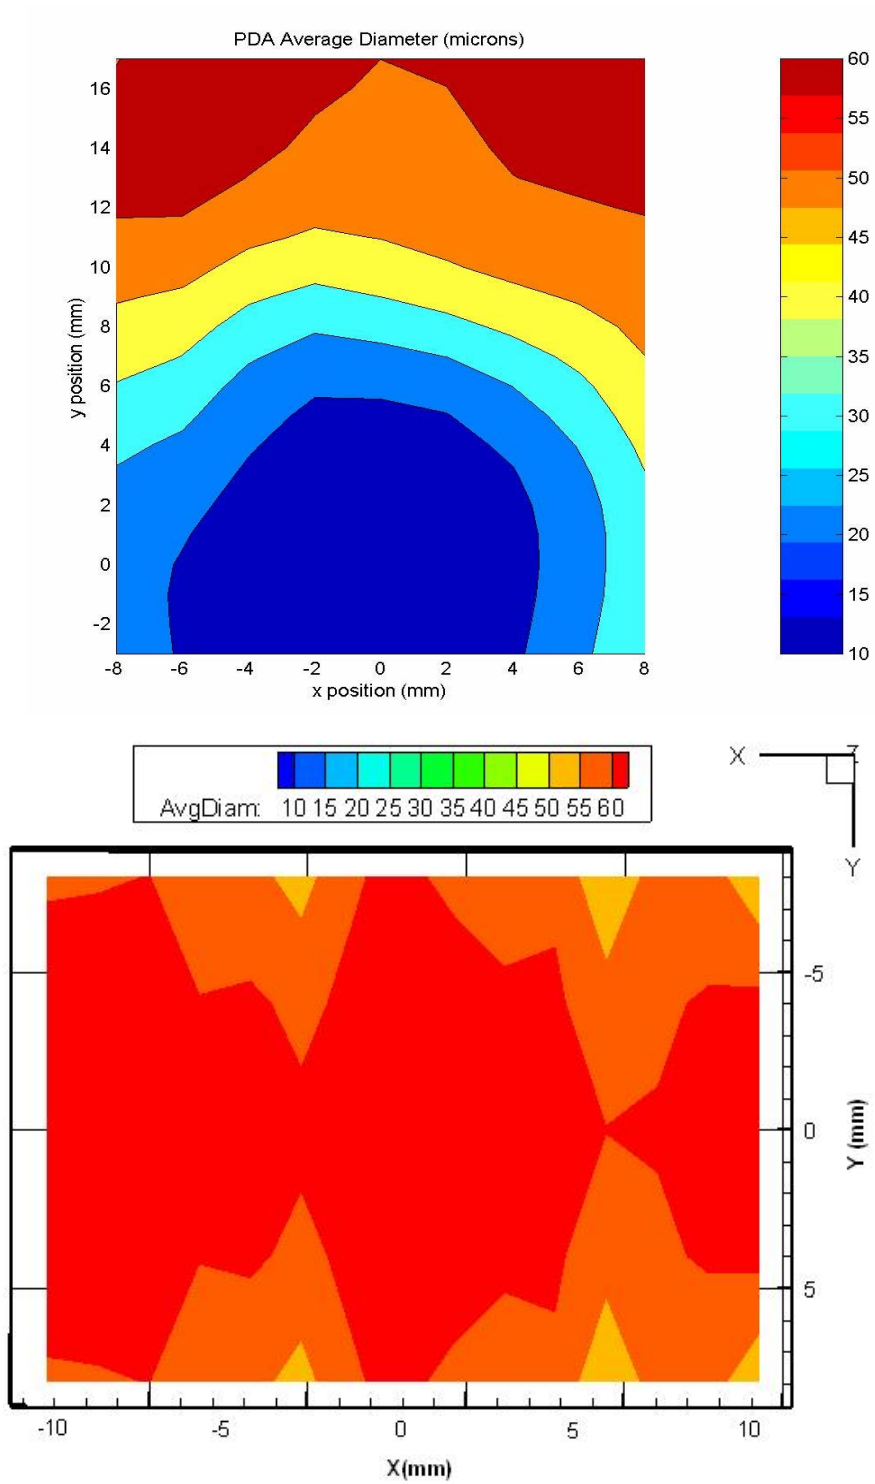 PDA Average Diameter (microns)
16
14
12
10
8
6
4
2
0
-2
y position (mm)
-8 -6 -4 -2 0 2 4 6 8
x position (mm)
60
55
50
45
40
35
30
25
20
15
10
AvgDiam: 10 15 20 25 30 35 40 45 50 55 60
X
Z
Y
-5
0
5
Y (mm)
-10 -5 0 5 10
X(mm)